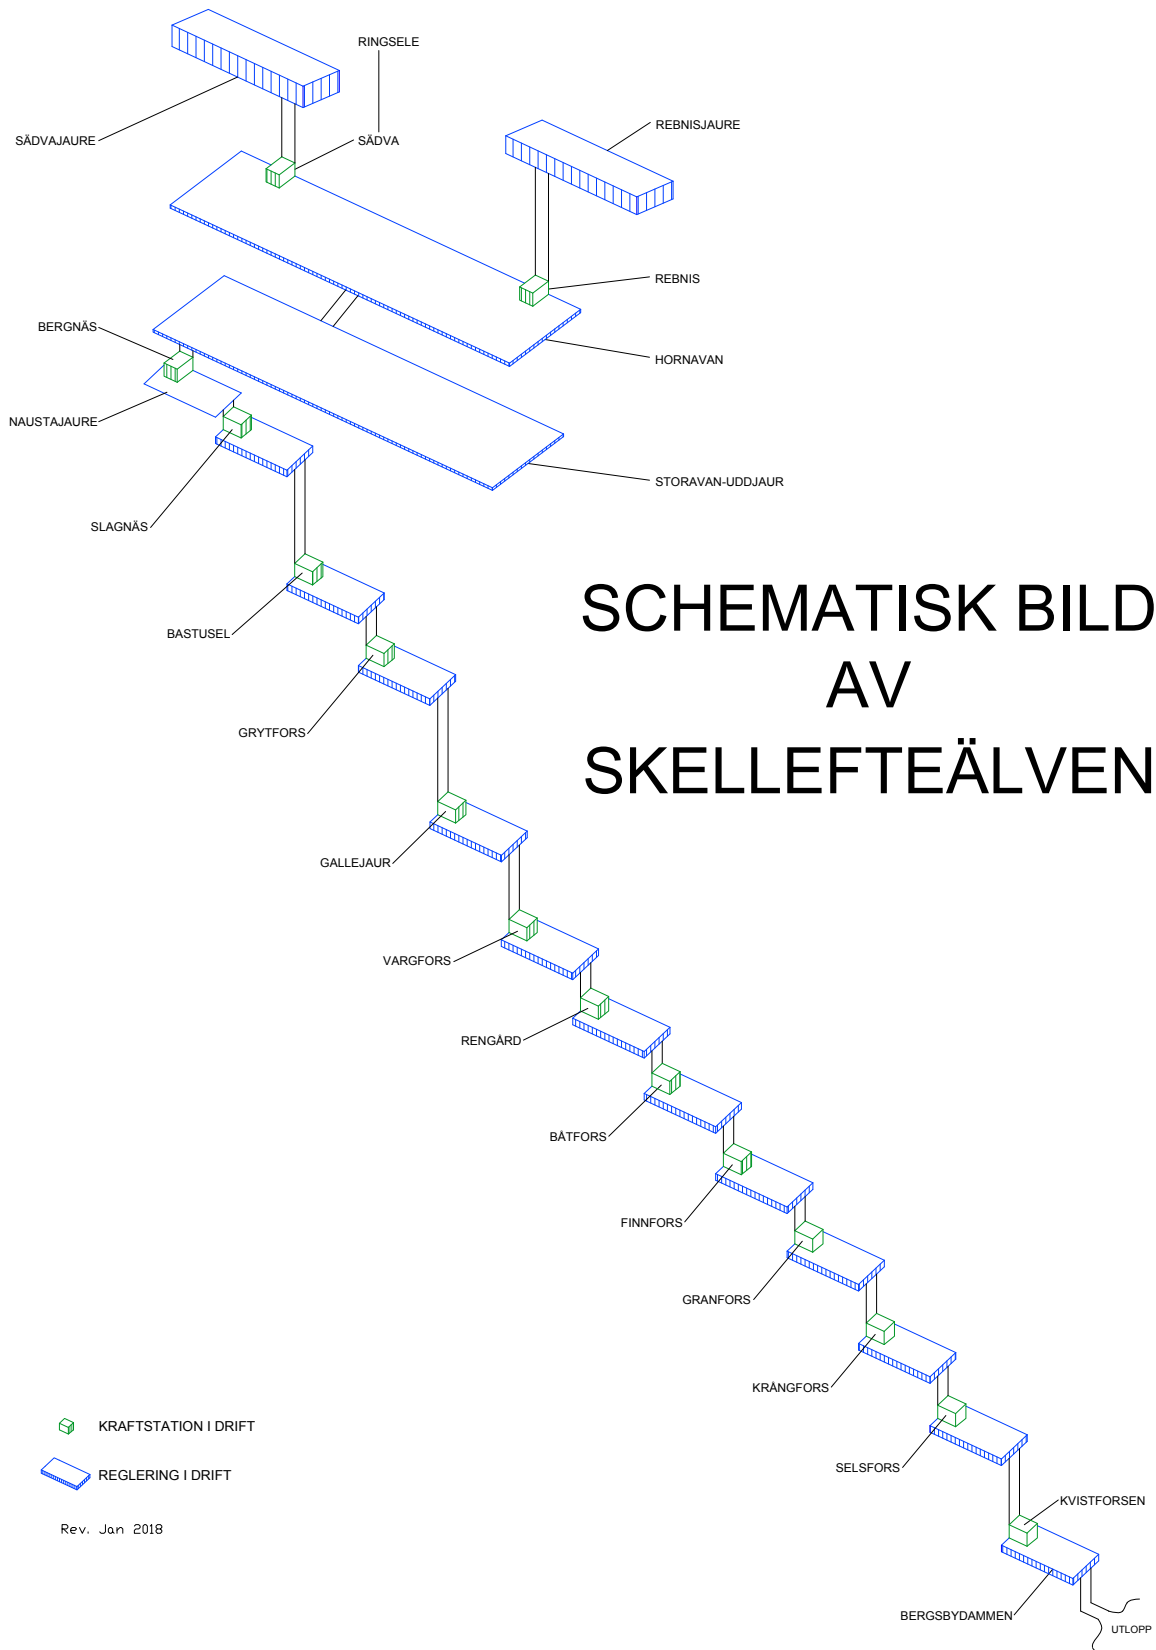 RINGSELE
SÄDVAJAURE
SÄDVA
REBNISJAURE
REBNIS
BERGNÄS
HORNAVAN
NAUSTAJAURE
STORAVAN-UDDJAUR
SLAGNÄS
SCHEMATISK BILD
AV
SKELLEFTEÄLVEN
BASTUSEL
GRYTFORS
GALLEJAUR
VARGFORS
RENGÅRD
BÅTFORS
FINNFORS
GRANFORS
KRÅNGFORS
SELSFORS
KVISTFORSEN
BERGSBYDAMMEN
UTLOPP
KRAFTSTATION I DRIFT
REGLERING I DRIFT
Rev. Jan 2018